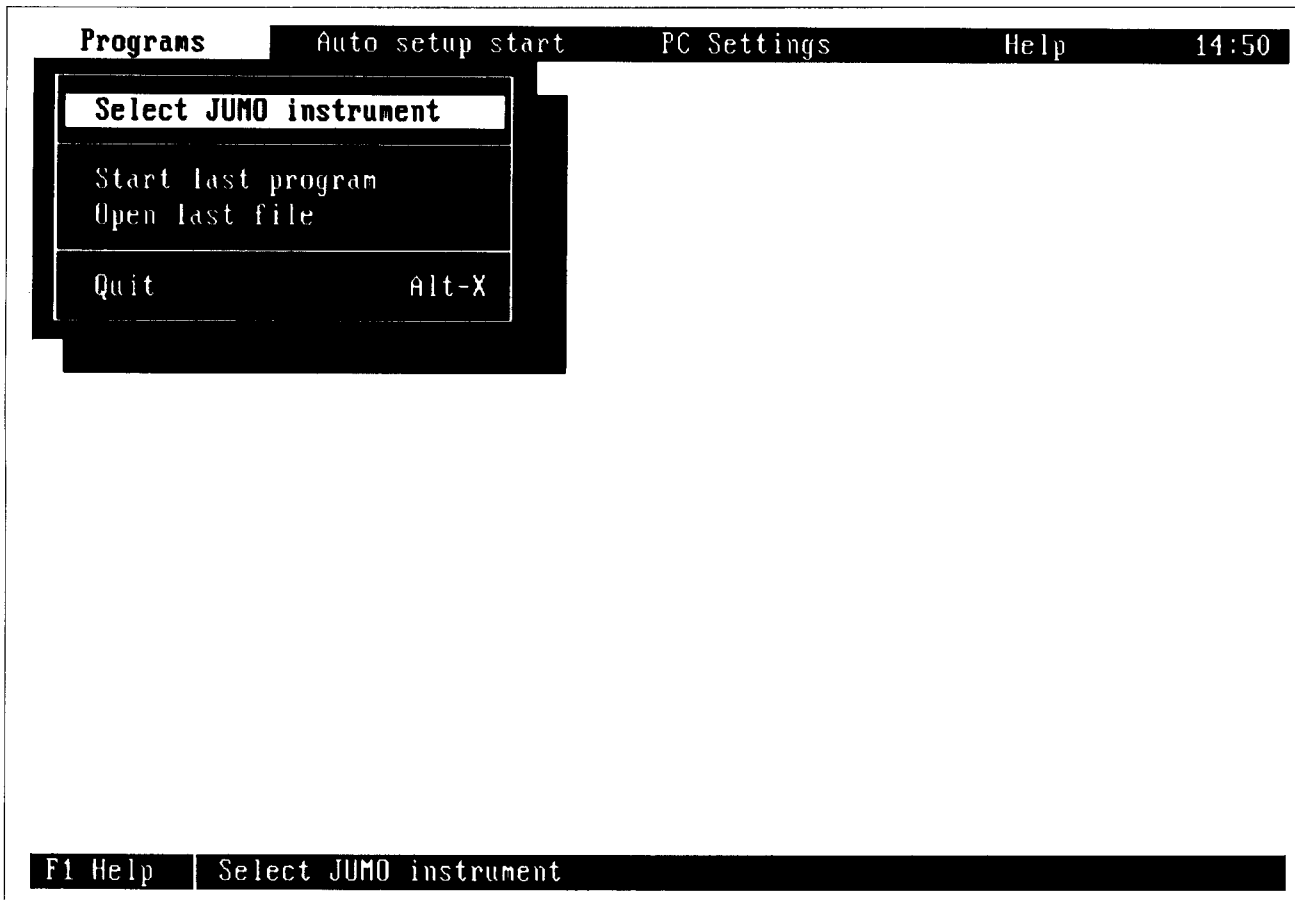 Programs Auto setup start PC Settings Help 14:50
Select JUMO instrument
Start last program
Open last file
Quit Alt-X
F1 Help Select JUMO instrument